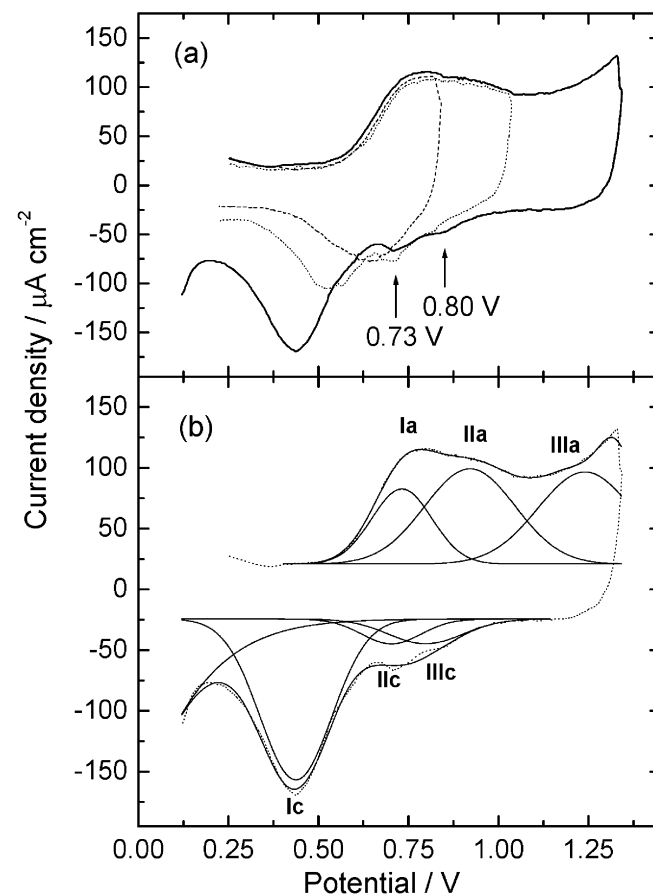 150
(a)
100
50
0
-50
0.80 V
-100
0.73 V
-150
Current density / µA cm-2
150
(b)
Ia
IIa
IIIa
100
50
0
-50
IIc
IIIc
-100
-150
Ic
0.00
0.25
0.50
0.75
1.00
1.25
Potential / V